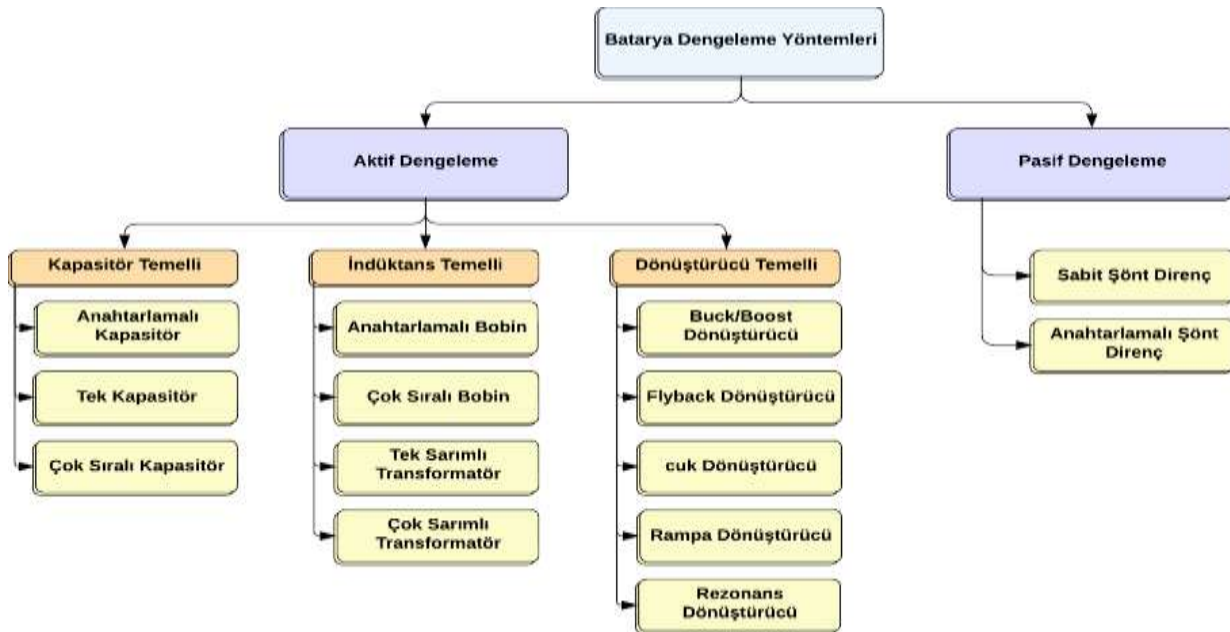 Batarya Dengeleme Yöntemleri
Aktif Dengeleme
Pasif Dengeleme
Kapasitör Temelli
Anahtarlamalı
Kapasitör
Tek Kapasitör
Çok Sıralı Kapasitör
İndüktans Temelli
Anahtarlamalı Bobin
Çok Sıralı Bobin
Tek Sarımlı
Transformatör
Çok Sarımlı
Transformatör
Dönüştürücü Temelli
Buck/Boost
Dönüştürücü
Flyback Dönüştürücü
cuk Dönüştürücü
Rampa Dönüştürücü
Rezonans
Dönüştürücü
Sabit Şönt Direnç
Anahtarlamalı Şönt
Direnç